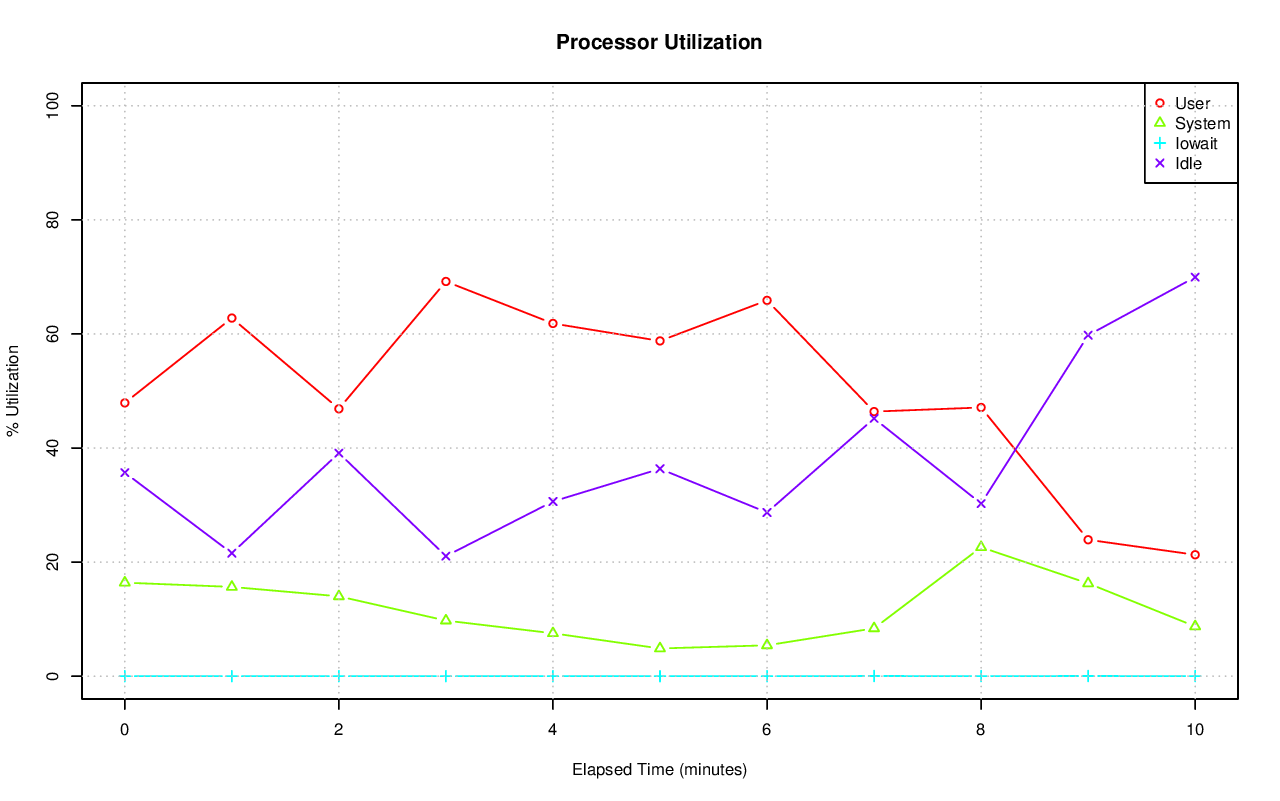 Processor Utilization
100
80
60
40
20
0
% Utilization
User
System
Iowait
Idle
0 2 4 6 8 10
Elapsed Time (minutes)